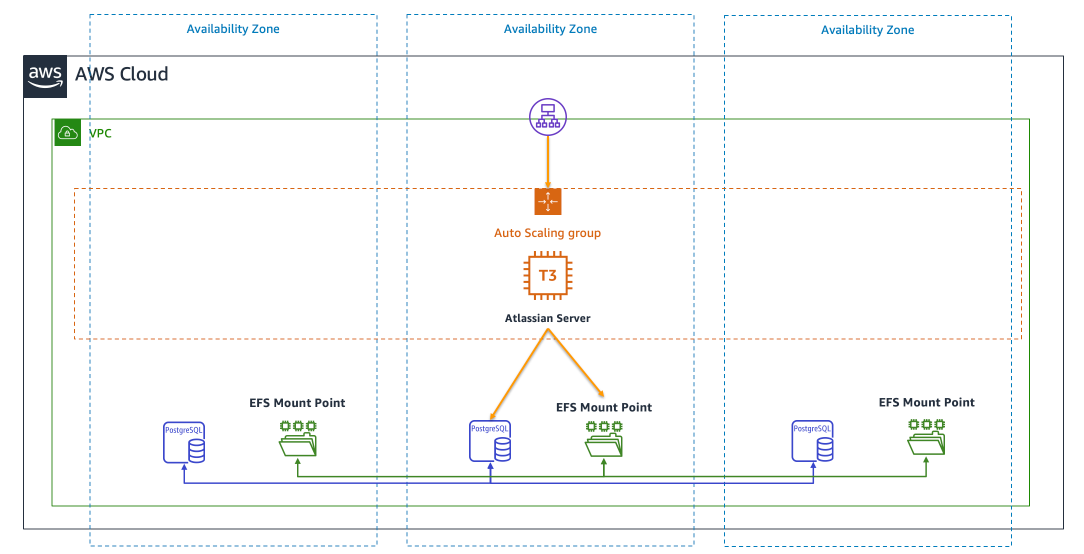 Availability Zone
Availability Zone
Availability Zone
aws
AWS Cloud
VPC
Auto Scaling group
T3
Atlassian Server
EFS Mount Point
EFS Mount Point
EFS Mount Point
PostgreSQL
PostgreSQL
PostgreSQL